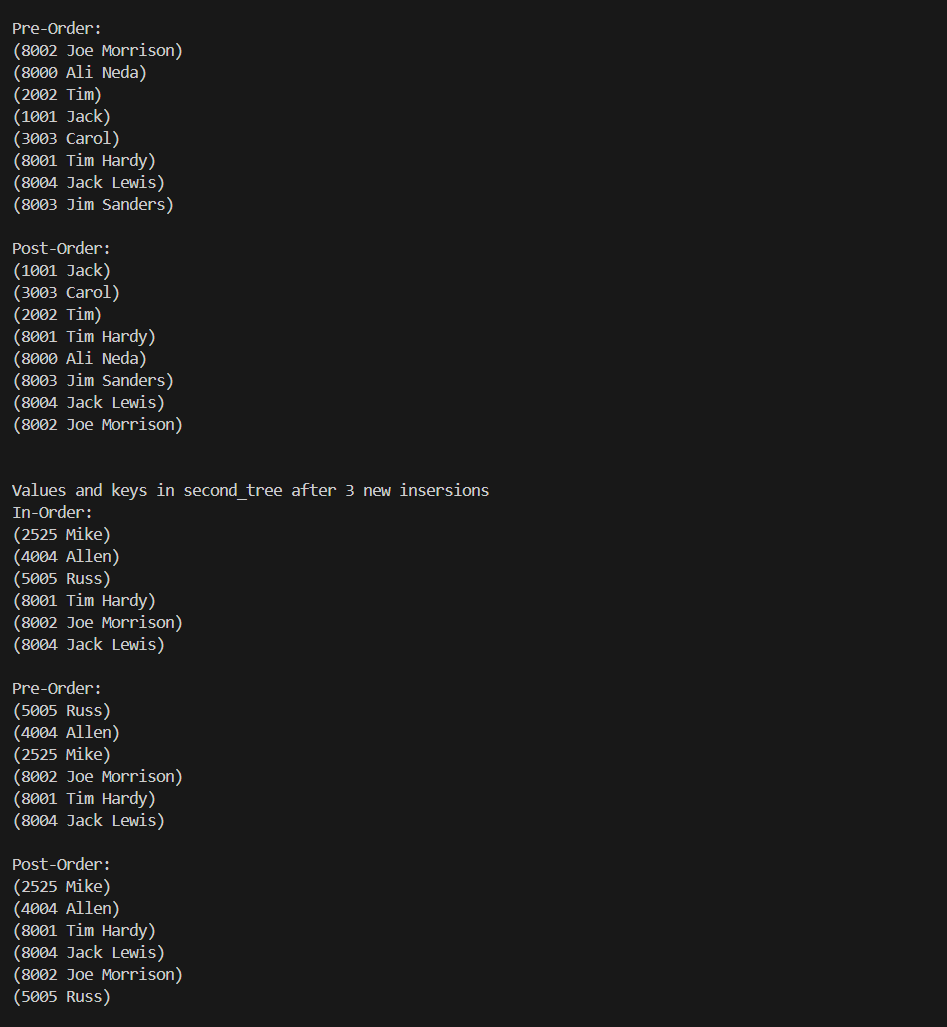 Pre-Order:
(8002 Joe Morrison)
(8000 Ali Neda)
(2002 Tim)
(1001 Jack)
(3003 Carol)
(8001 Tim Hardy)
(8004 Jack Lewis)
(8003 Jim Sanders)
Post-Order:
(1001 Jack)
(3003 Carol)
(2002 Tim)
(8001 Tim Hardy)
(8000 Ali Neda)
(8003 Jim Sanders)
(8004 Jack Lewis)
(8002 Joe Morrison)
Values and keys in second_tree after 3 new insersions
In-Order:
(2525 Mike)
(4004 Allen)
(5005 Russ)
(8001 Tim Hardy)
(8002 Joe Morrison)
(8004 Jack Lewis)
Pre-Order:
(5005 Russ)
(4004 Allen)
(2525 Mike)
(8002 Joe Morrison)
(8001 Tim Hardy)
(8004 Jack Lewis)
Post-Order:
(2525 Mike)
(4004 Allen)
(8001 Tim Hardy)
(8004 Jack Lewis)
(8002 Joe Morrison)
(5005 Russ)